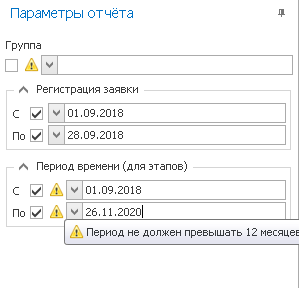 Параметры отчёта
Группа
Регистрация заявки
С 01.09.2018
По 28.09.2018
Период времени (для этапов)
С 01.09.2018
По 26.11.2020
Период не должен превышать 12 месяцев